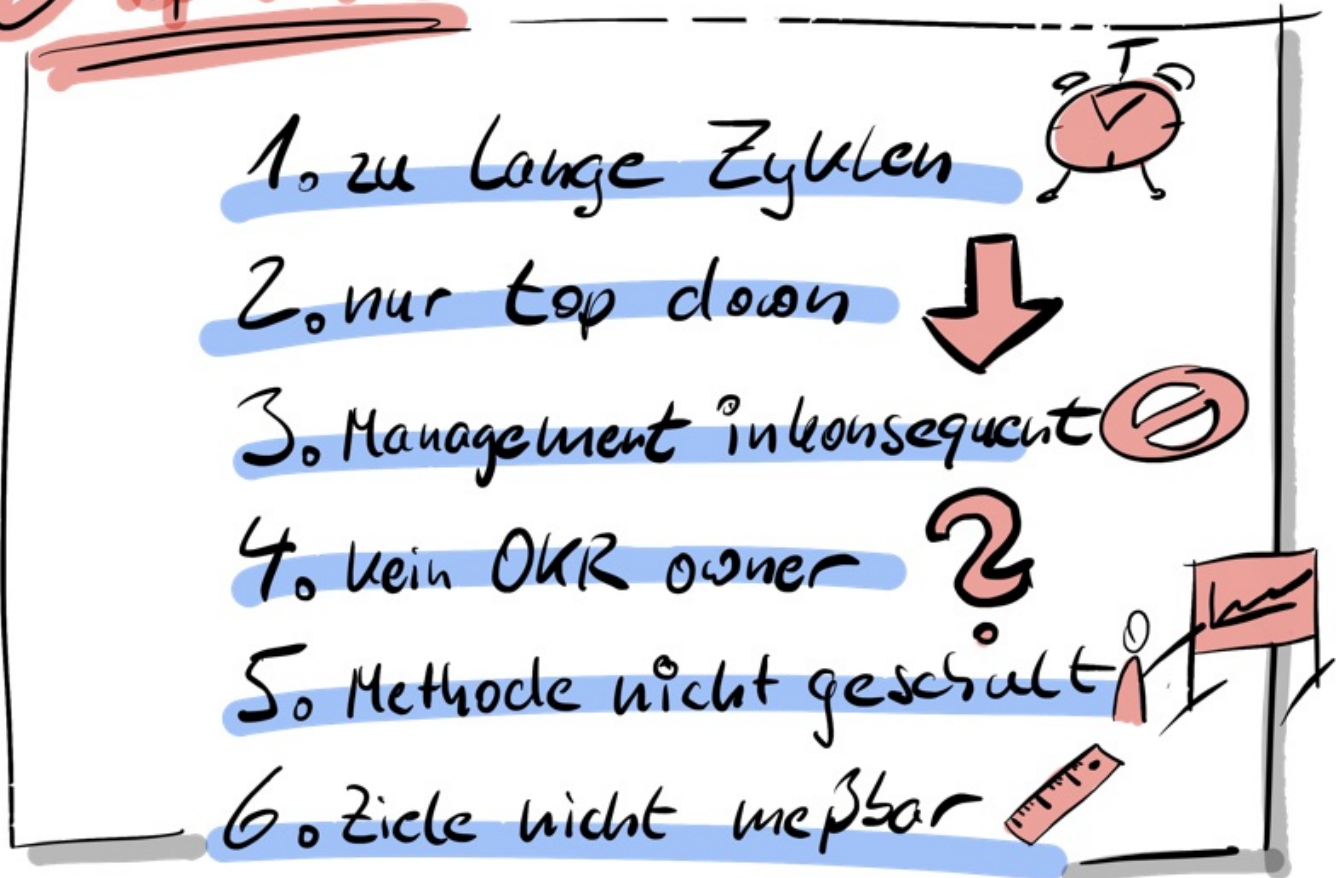 1. zu lange Zyklen
2. nur top down
3. Management inkonsequent
4. kein OKR owner
5. Methode nicht geschult
6. Ziele nicht meßbar